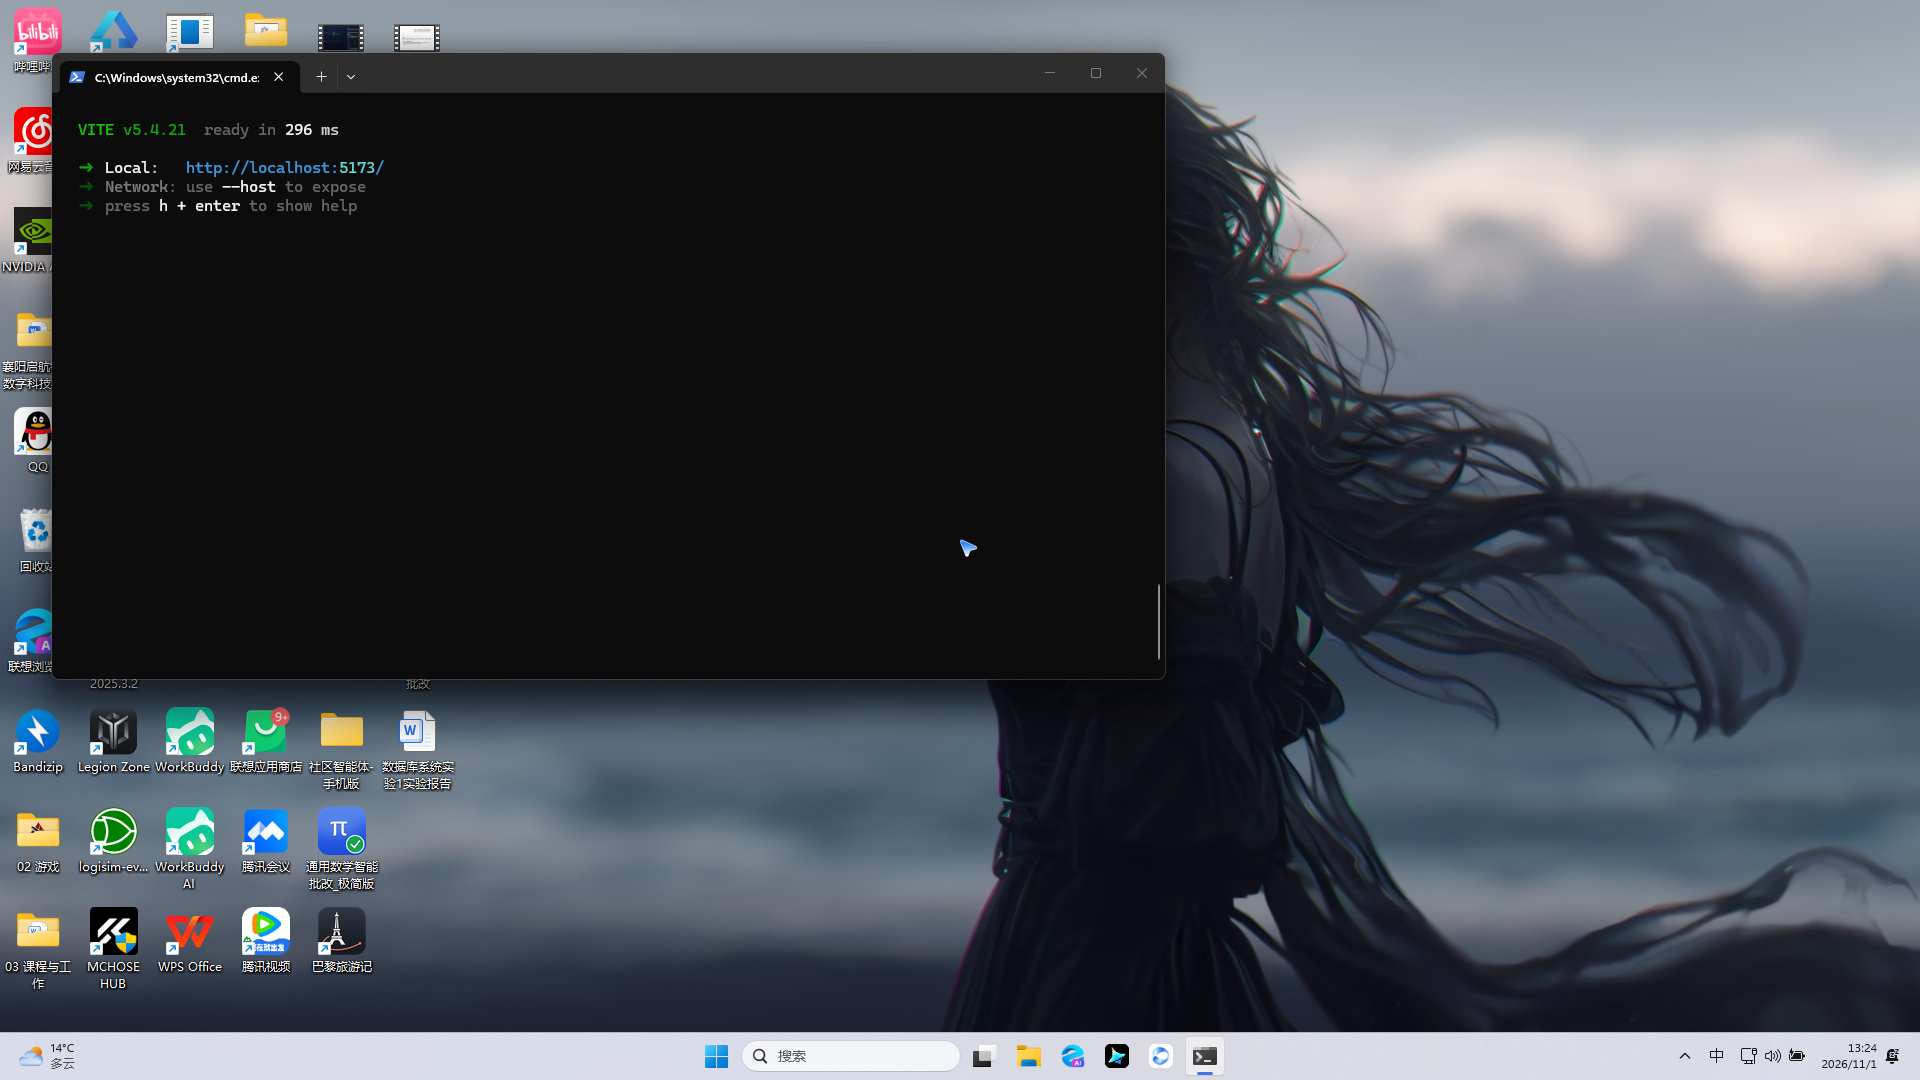 bilibili
哔哩哔
C:\Windows\system32\cmd.e
VITE v5.4.21 ready in 296 ms
➜ Local: http://localhost:5173/
➜ Network: use --host to expose
➜ press h + enter to show help
网易云音
NVIDIA
襄阳启航
数字科技
QQ
回收站
联想浏览
2025.3.2
批改
Bandizip
Legion Zone
WorkBuddy
9+
联想应用商店
社区智能体-
手机版
数据库系统实
验1实验报告
02 游戏
logisim-ev...
WorkBuddy
AI
腾讯会议
通用数学智能
批改_极简版
03 课程与工
作
MCHOSE
HUB
WPS Office
腾讯视频
巴黎旅游记
14°C
多云
搜索
中
13:24
2026/11/1